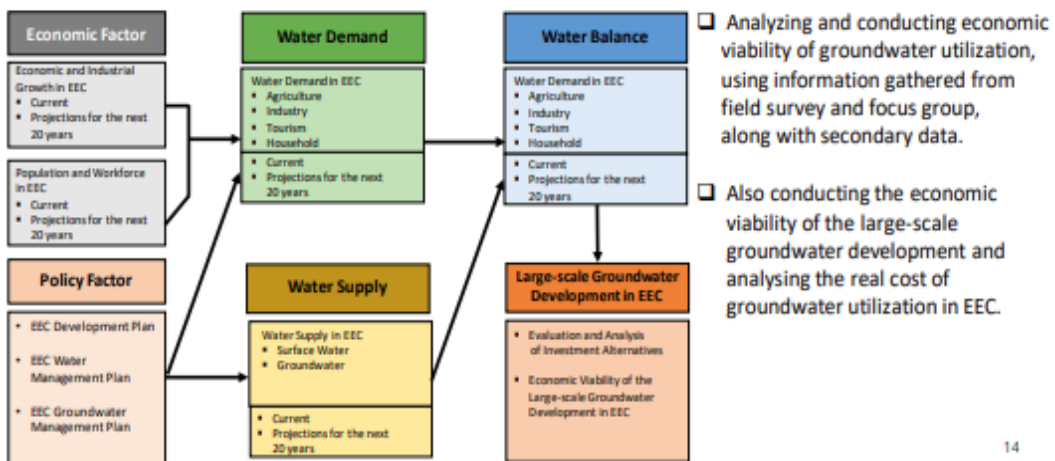 Economic Factor
Economic and Industrial
Growth in EEC
▪ Current
▪ Projections for the next
20 years
Population and Workforce
in EEC
▪ Current
▪ Projections for the next
20 years
Policy Factor
• EEC Development Plan
• EEC Water
Management Plan
• EEC Groundwater
Management Plan
Water Demand
Water Demand in EEC
▪ Agriculture
▪ Industry
▪ Tourism
▪ Household
▪ Current
▪ Projections for the next
20 years
Water Supply
Water Supply in EEC
▪ Surface Water
▪ Groundwater
▪ Current
▪ Projections for the next
20 years
Water Balance
Water Demand in EEC
▪ Agriculture
▪ Industry
▪ Tourism
▪ Household
▪ Current
▪ Projections for the next
20 years
Large-scale Groundwater
Development in EEC
▪ Evaluation and Analysis
of Investment Alternatives
▪ Economic Viability of the
Large-scale Groundwater
Development in EEC
❑ Analyzing and conducting economic
viability of groundwater utilization,
using information gathered from
field survey and focus group,
along with secondary data.
❑ Also conducting the economic
viability of the large-scale
groundwater development and
analysing the real cost of
groundwater utilization in EEC.
14